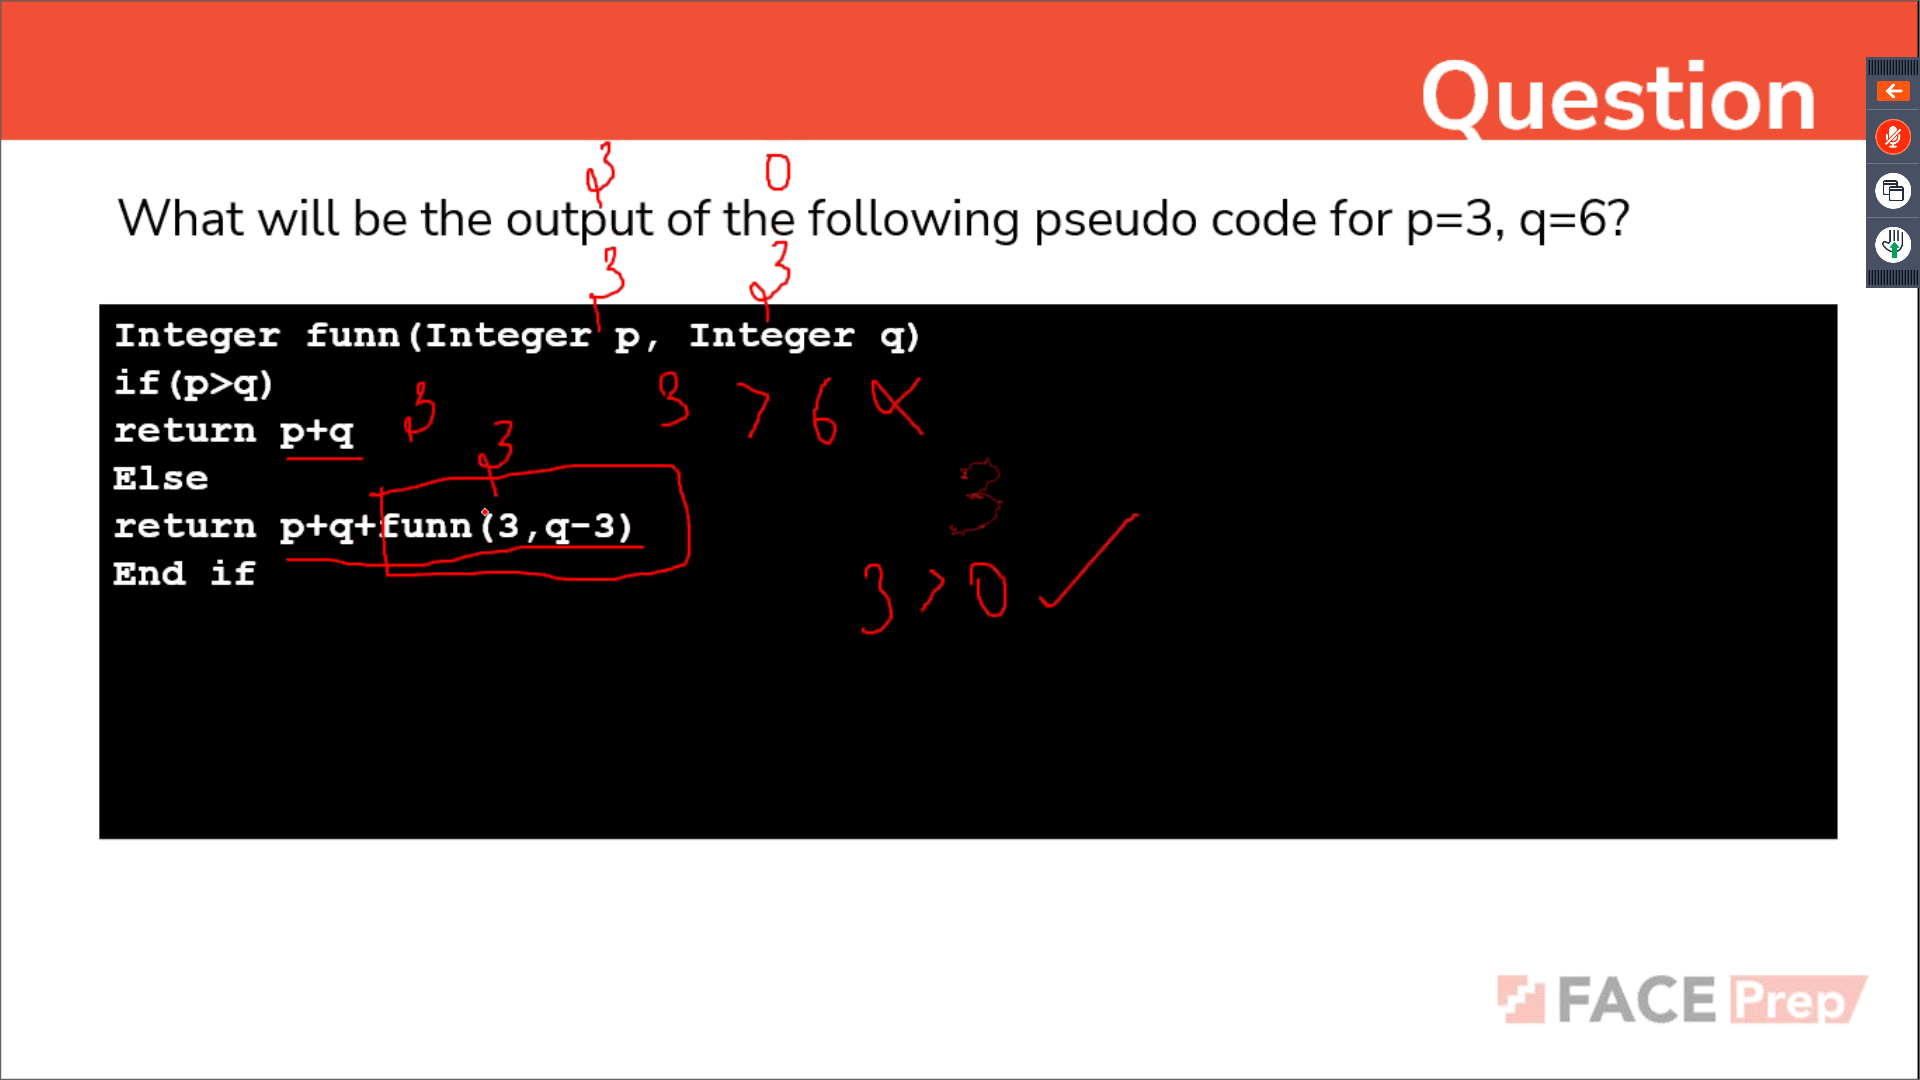 Question
3 0
What will be the output of the following pseudo code for p=3, q=6?
3 3
Integer funn(Integer p, Integer q)
if(p>q)
return p+q 3 3 > 6 x
3
Else
3
return p+q+funn(3,q-3)
End if
3 > 0 ✓
FACE Prep